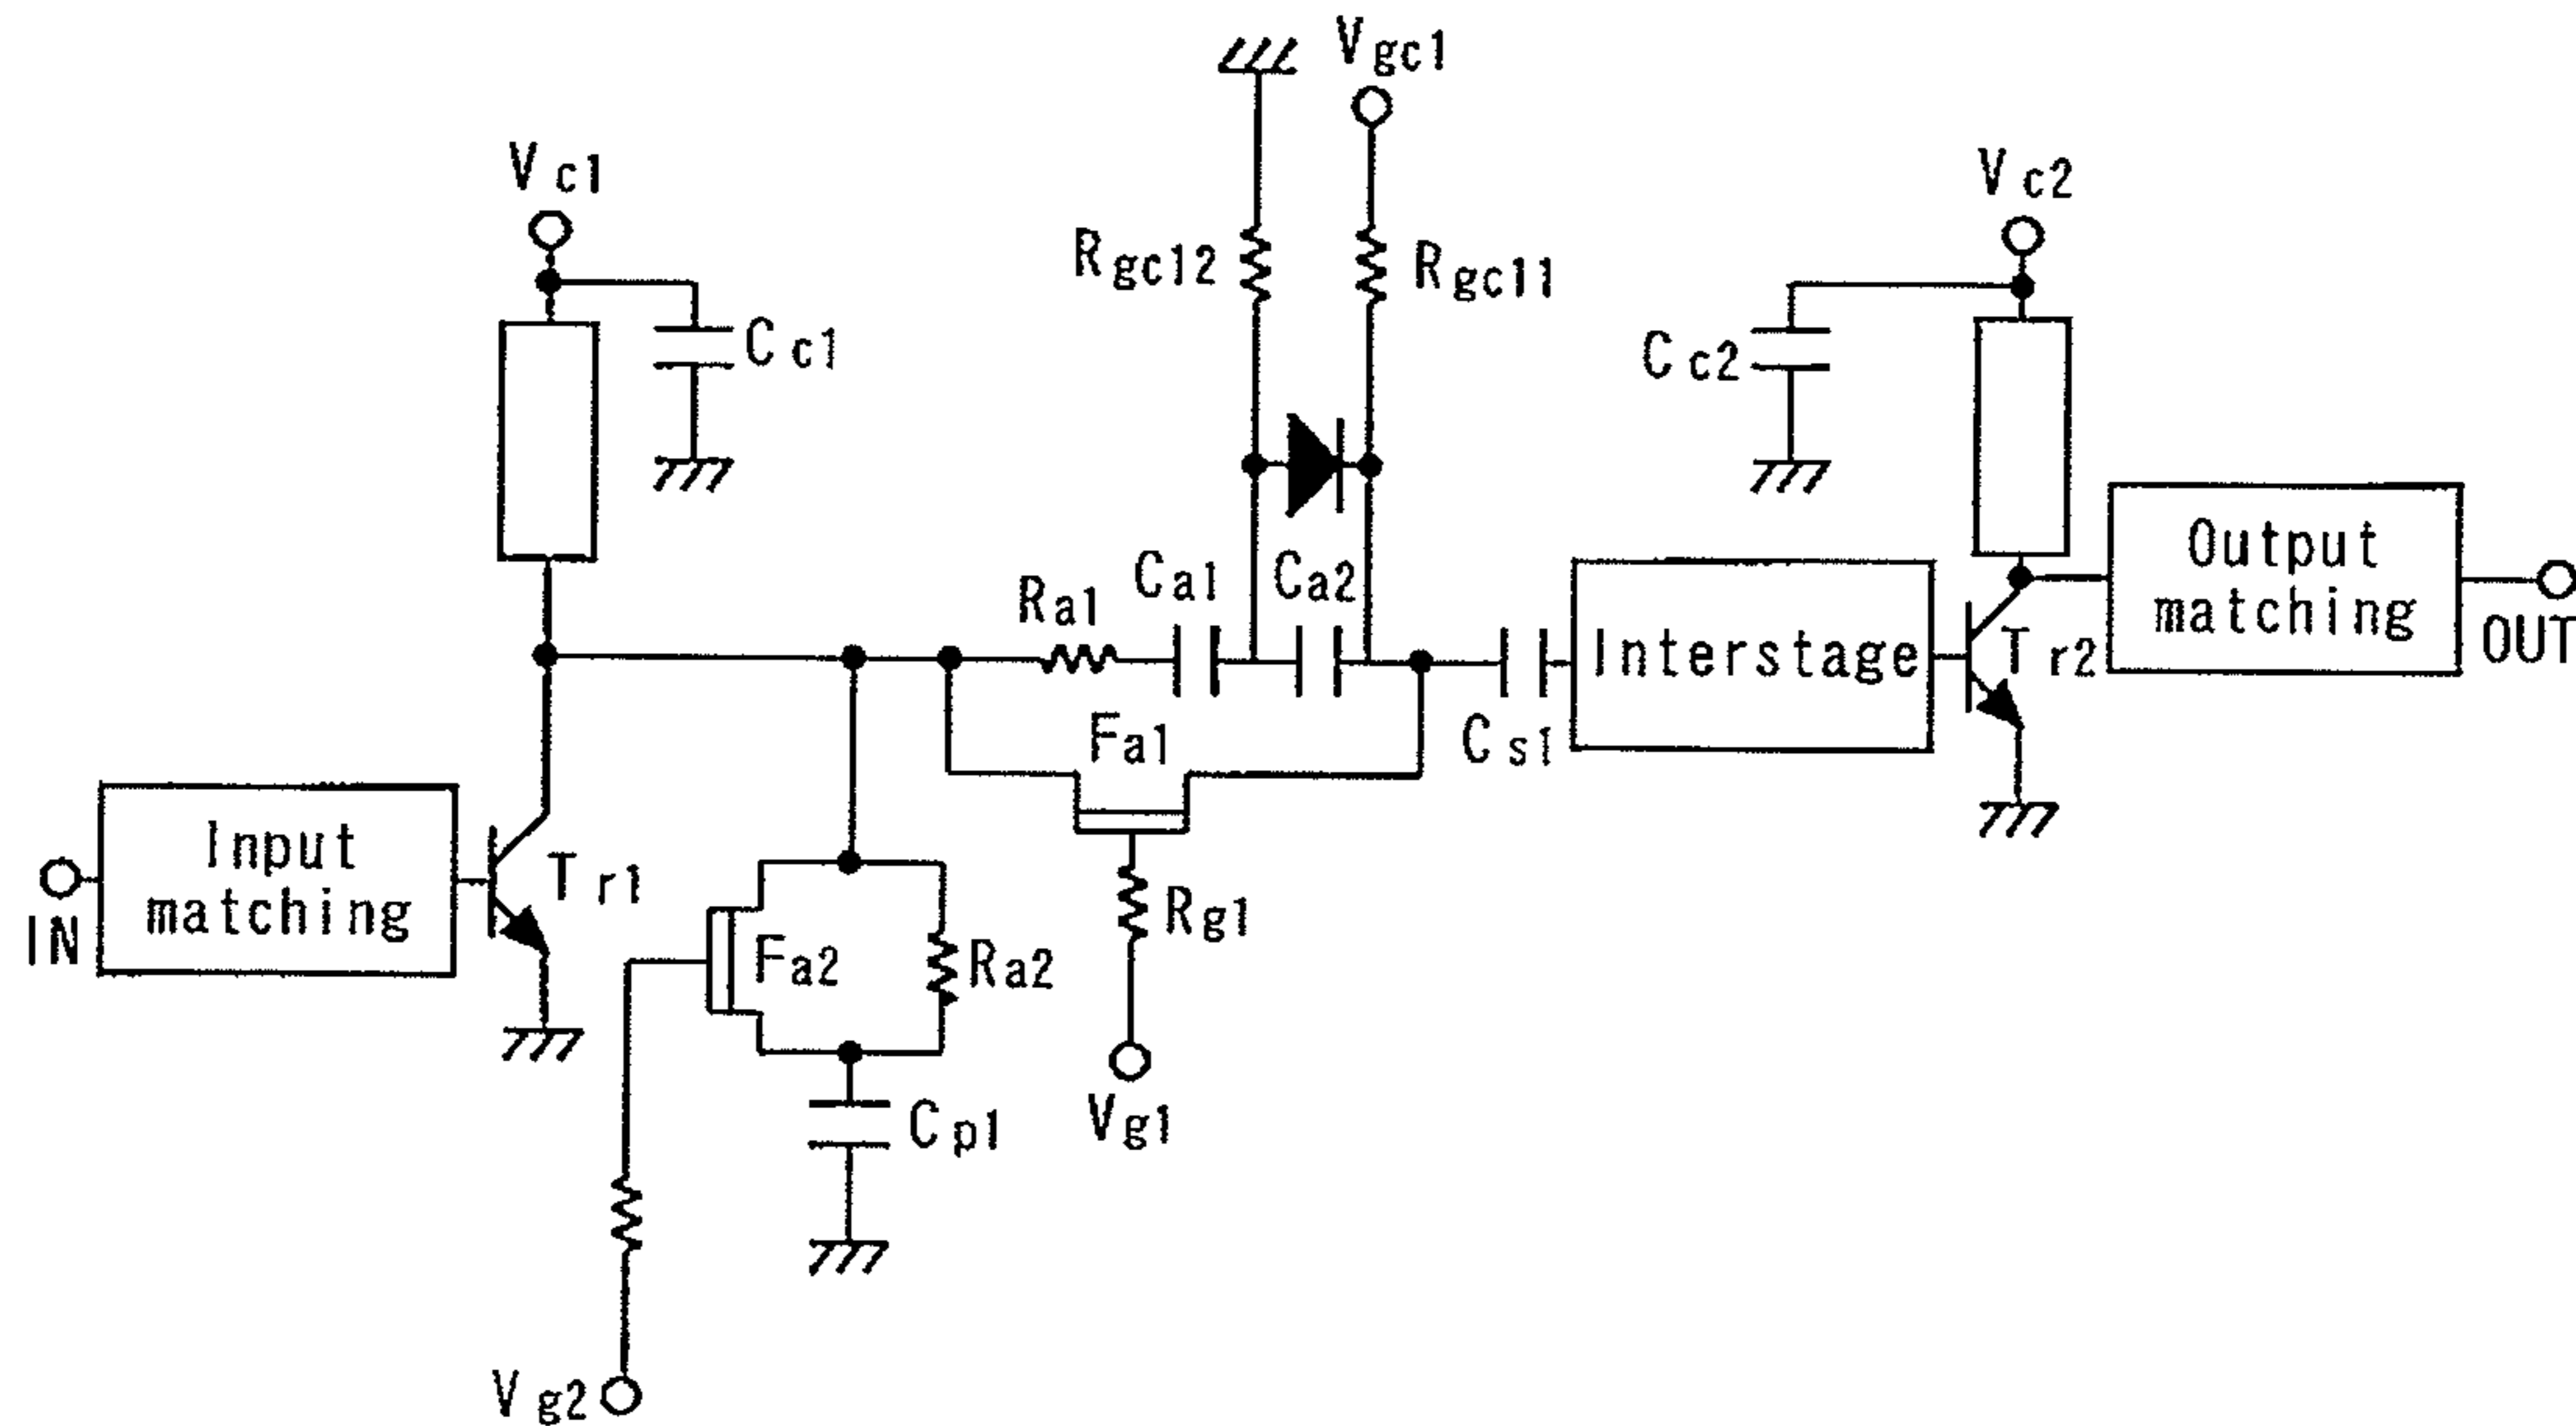 Vgc1
Vc1
Vc2
Rgc12
Rgc11
Cc1
Cc2
Ra1
Ca1
Ca2
Output
matching
OUT
Interstage
Tr2
Fa1
Cs1
Input
matching
IN
Tr1
Fa2
Ra2
Rg1
Vg1
Cp1
Vg2